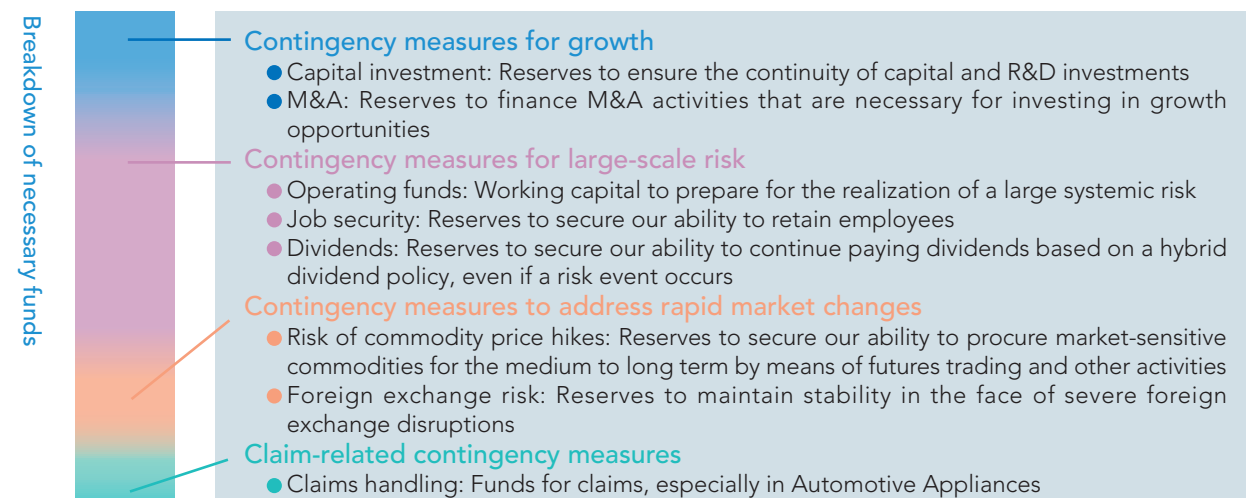 Breakdown of necessary funds
Contingency measures for growth
● Capital investment: Reserves to ensure the continuity of capital and R&D investments
● M&A: Reserves to finance M&A activities that are necessary for investing in growth
opportunities
Contingency measures for large-scale risk
● Operating funds: Working capital to prepare for the realization of a large systemic risk
● Job security: Reserves to secure our ability to retain employees
● Dividends: Reserves to secure our ability to continue paying dividends based on a hybrid
dividend policy, even if a risk event occurs
Contingency measures to address rapid market changes
● Risk of commodity price hikes: Reserves to secure our ability to procure market-sensitive
commodities for the medium to long term by means of futures trading and other activities
● Foreign exchange risk: Reserves to maintain stability in the face of severe foreign
exchange disruptions
Claim-related contingency measures
● Claims handling: Funds for claims, especially in Automotive Appliances